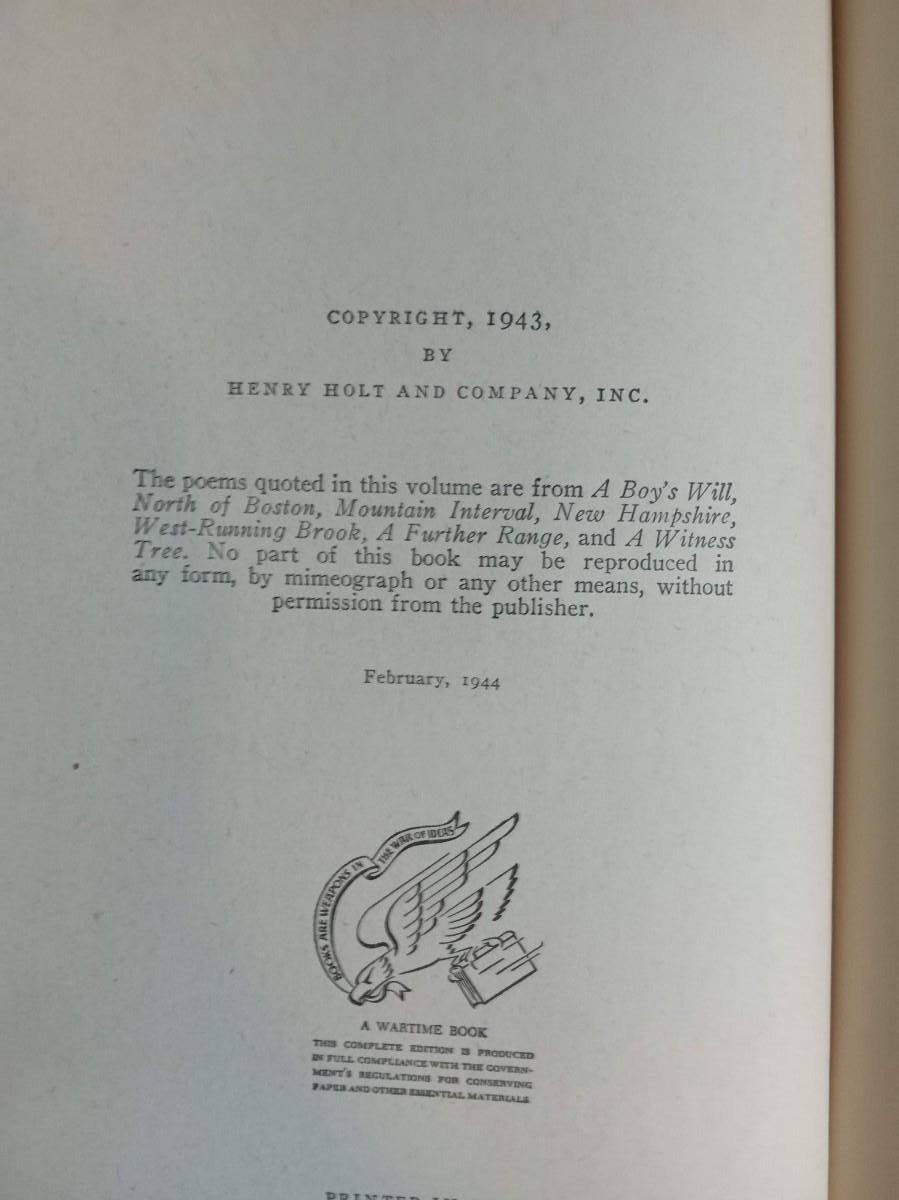 COPYRIGHT, 1943,
BY
HENRY HOLT AND COMPANY, INC.
The poems quoted in this volume are from A Boy's Will,
North of Boston, Mountain Interval, New Hampshire,
West-Running Brook, A Further Range, and A Witness
Tree. No part of this book may be reproduced in
any form, by mimeograph or any other means, without
permission from the publisher.
February, 1944
BOOKS ARE WEAPONS IN
THE WAR OF IDEAS
A WARTIME BOOK
THIS COMPLETE EDITION IS PRODUCED
IN FULL COMPLIANCE WITH THE GOVERN-
MENT'S REGULATIONS FOR CONSERVING
PAPER AND OTHER ESSENTIAL MATERIALS.
PRINTED